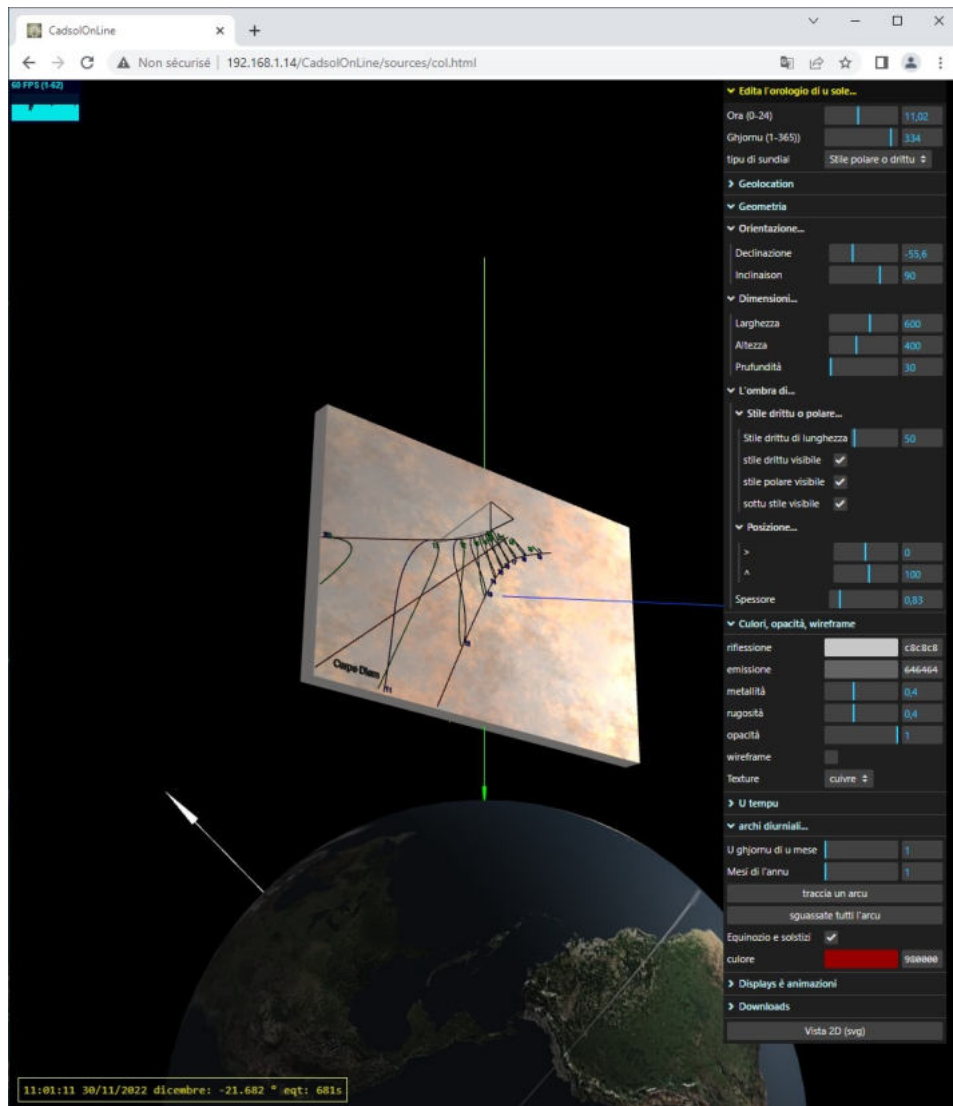 CadsolOnLine
Non sécurisé 192.168.1.14/CadsolOnLine/sources/col.html
60 FPS (1-62)
Edita l'orologio di u sole...
Ora (0-24) 11,02
Ghjornu (1-365)) 334
tipu di sundial Stile polare o drittu
Geolocation
Geometria
Orientazione...
Declinazione -55,6
Inclinaison 90
Dimensioni...
Larghezza 600
Altezza 400
Prufundità 30
L'ombra di...
Stile drittu o polare...
Stile drittu di lunghezza 50
stile drittu visibile
stile polare visibile
sottu stile visibile
Posizione...
> 0
^ 100
Spessore 0,83
Culori, opacità, wireframe
riflessione c8c8c8
emissione 646464
metallità 0,4
rugosità 0,4
opacità 1
wireframe
Texture cuivre
U tempu
archi diurniali...
U ghjornu di u mese 1
Mesi di l'annu 1
traccia un arcu
sguassate tutti l'arcu
Equinozio e solstizi
culore 980000
Displays è animazioni
Downloads
Vista 2D (svg)
Carpe Diem
11
11:01:11 30/11/2022 dicembre: -21.682 ° eqt: 681s